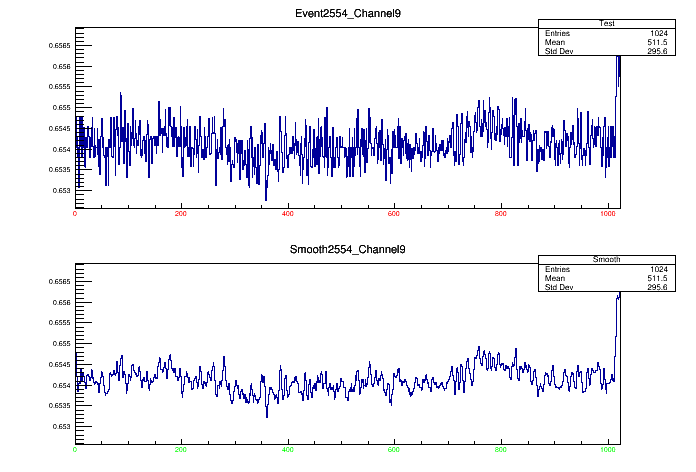 Event2554_Channel9
Test
Entries 1024
Mean 511.5
Std Dev 295.6
0.6565
0.656
0.6555
0.655
0.6545
0.654
0.6535
0.653
0 200 400 600 800 1000
Smooth2554_Channel9
Smooth
Entries 1024
Mean 511.5
Std Dev 295.6
0.6565
0.656
0.6555
0.655
0.6545
0.654
0.6535
0.653
0 200 400 600 800 1000